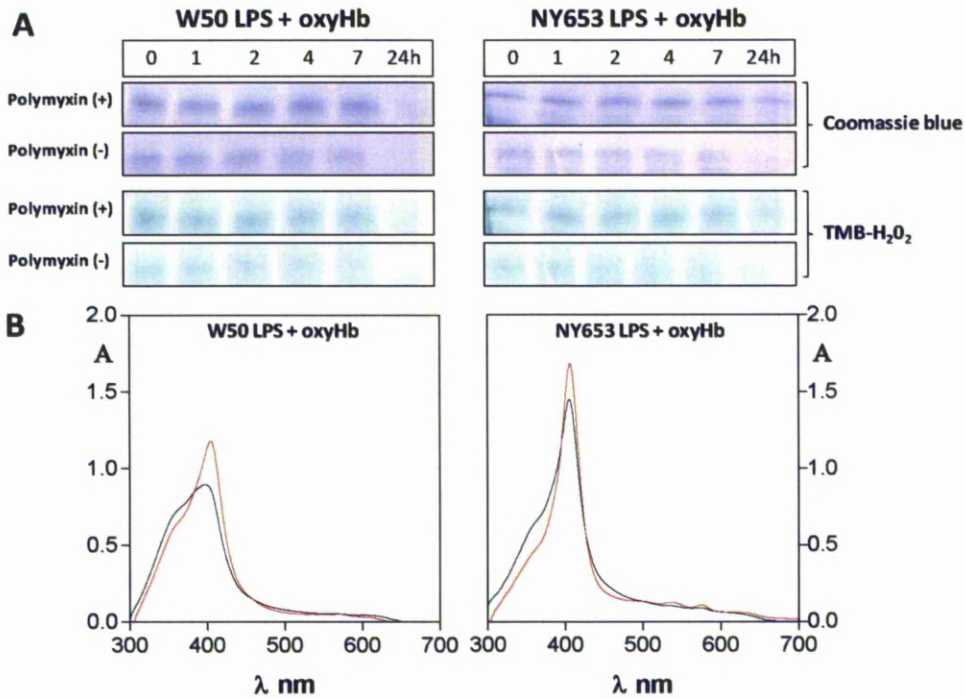 A
W50 LPS + oxyHb
NY653 LPS + oxyHb
0 1 2 4 7 24h
0 1 2 4 7 24h
Polymyxin (+)
Polymyxin (-)
Coomassie blue
Polymyxin (+)
Polymyxin (-)
TMB-H₂0₂
B
W50 LPS + oxyHb
NY653 LPS + oxyHb
A
A
2.0
1.5
1.0
0.5
0.0
2.0
1.5
1.0
0.5
0.0
300 400 500 600 700
300 400 500 600 700
λ nm
λ nm